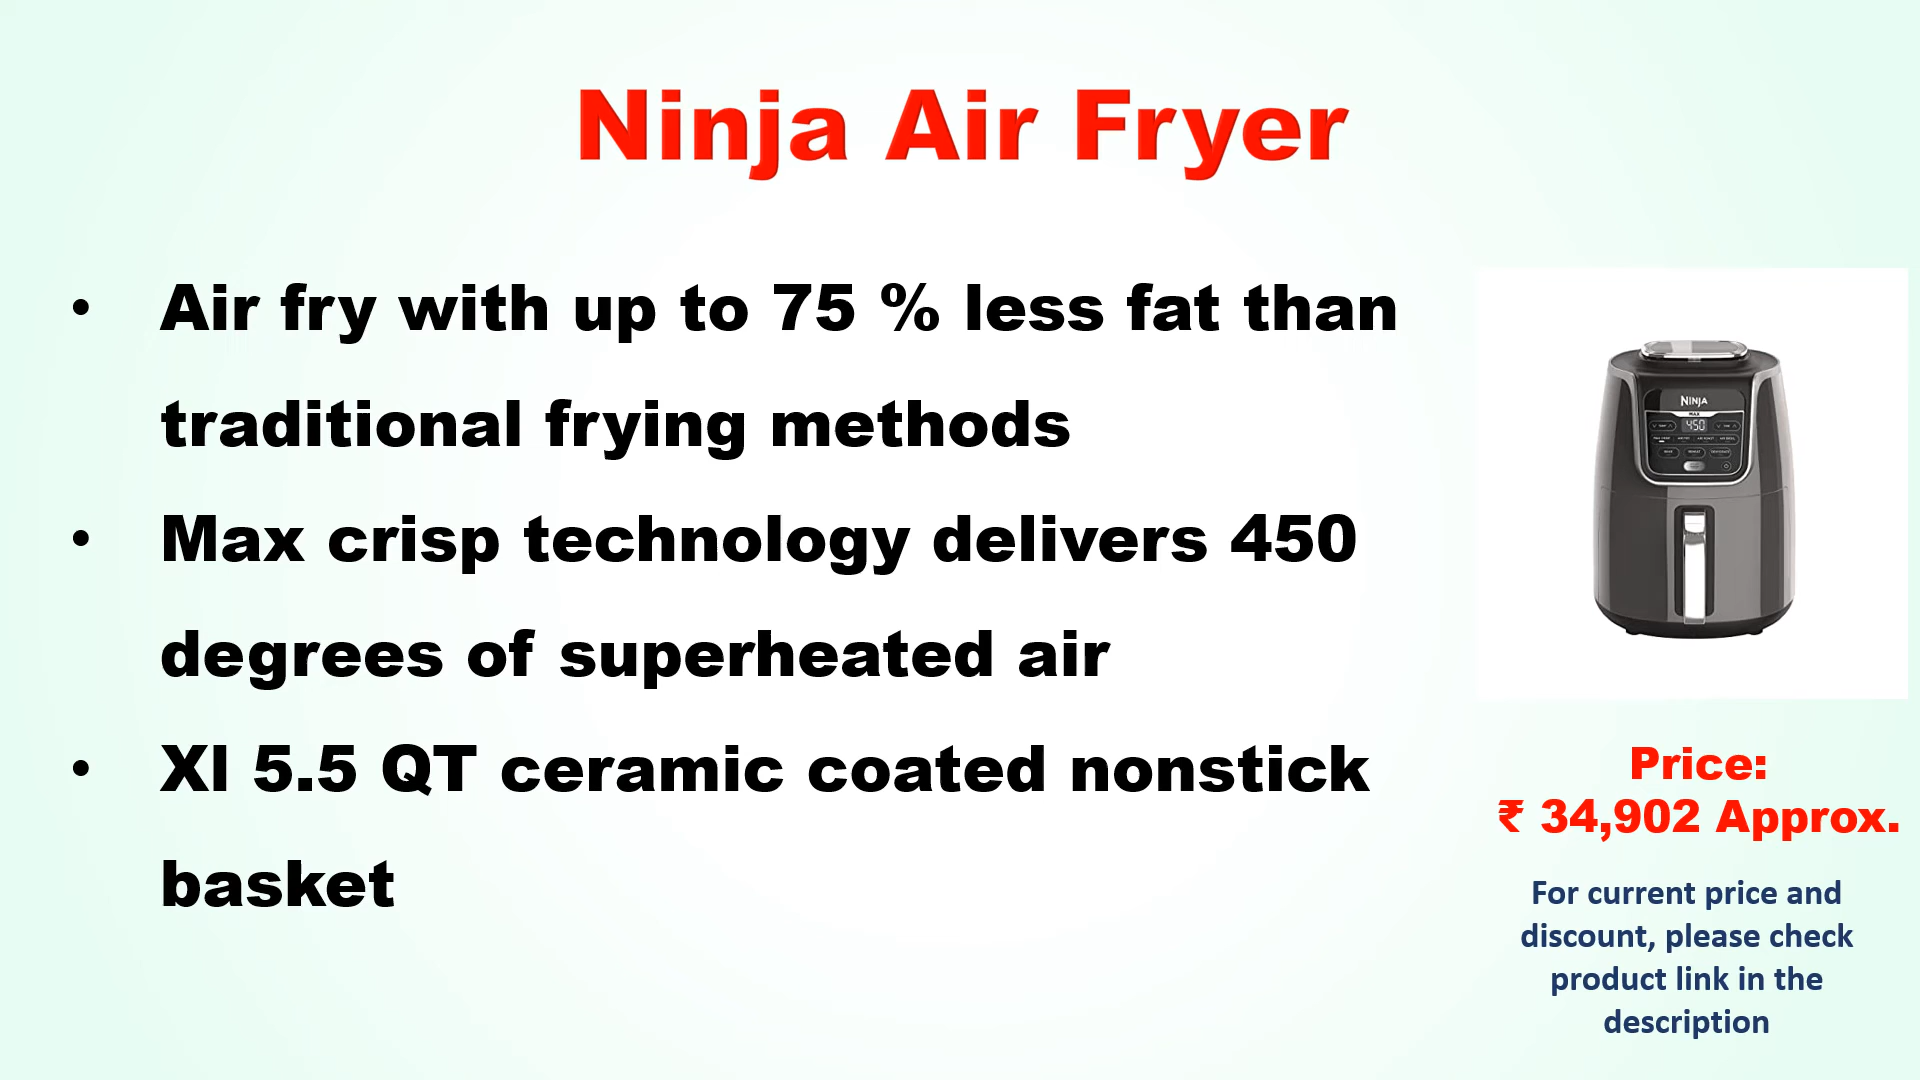 Ninja Air Fryer
• Air fry with up to 75 % less fat than
traditional frying methods
• Max crisp technology delivers 450
degrees of superheated air
• Xl 5.5 QT ceramic coated nonstick
basket
NINJA
MAX
450
Price:
₹ 34,902 Approx.
For current price and
discount, please check
product link in the
description